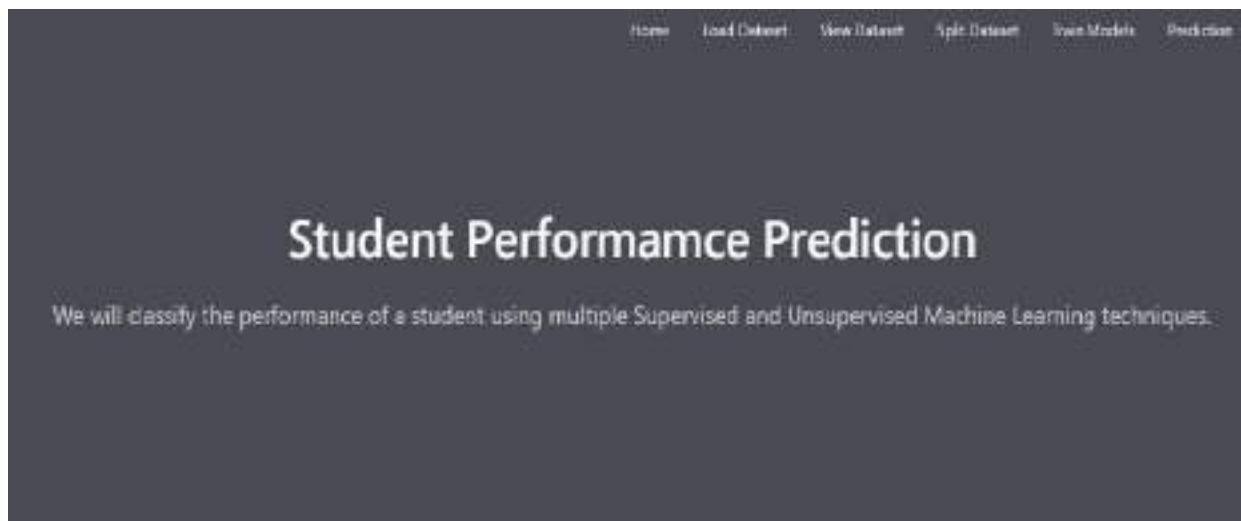 Home Load Dataset View Dataset Split Dataset Train Models Prediction
Student Performamce Prediction
We will classify the performance of a student using multiple Supervised and Unsupervised Machine Learning techniques.